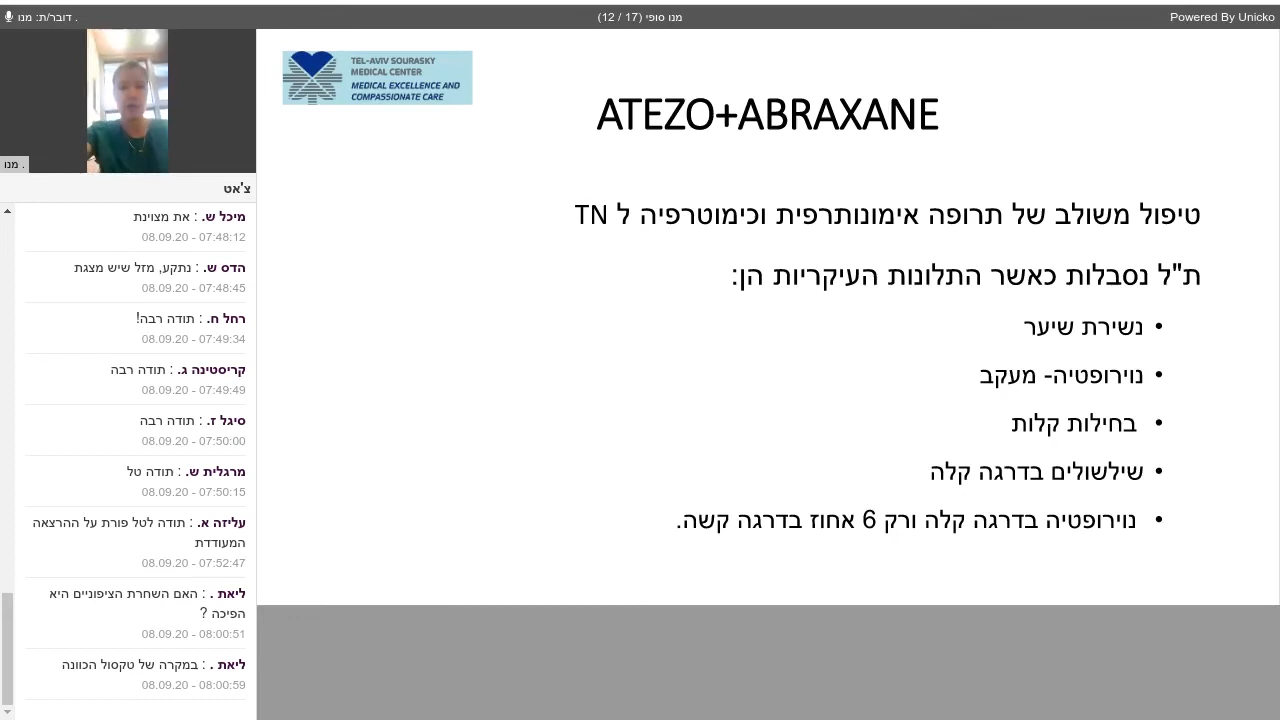 דובר/ת: מנו .
מנו סופי (17 / 12)
Powered By Unicko
. מנו
צ'אט
מיכל ש. : את מצוינת
08.09.20 - 07:48:12
הדס ש. : נתקע, מזל שיש מצגת
08.09.20 - 07:48:45
רחל ח. : תודה רבה!
08.09.20 - 07:49:34
קריסטינה ג. : תודה רבה
08.09.20 - 07:49:49
סיגל ז. : תודה רבה
08.09.20 - 07:50:00
מרגלית ש. : תודה טל
08.09.20 - 07:50:15
עליזה א. : תודה לטל פורת על ההרצאה
המעודדת
08.09.20 - 07:52:47
ליאת . : האם השחרת הציפוניים היא
הפיכה ?
08.09.20 - 08:00:51
ליאת . : במקרה של טקסול הכוונה
08.09.20 - 08:00:59
TEL-AVIV SOURASKY
MEDICAL CENTER
MEDICAL EXCELLENCE AND
COMPASSIONATE CARE
ATEZO+ABRAXANE
טיפול משולב של תרופה אימונותרפית וכימוטרפיה ל TN
ת"ל נסבלות כאשר התלונות העיקריות הן:
• נשירת שיער
• נוירופטיה- מעקב
• בחילות קלות
• שילשולים בדרגה קלה
• נוירופטיה בדרגה קלה ורק 6 אחוז בדרגה קשה.